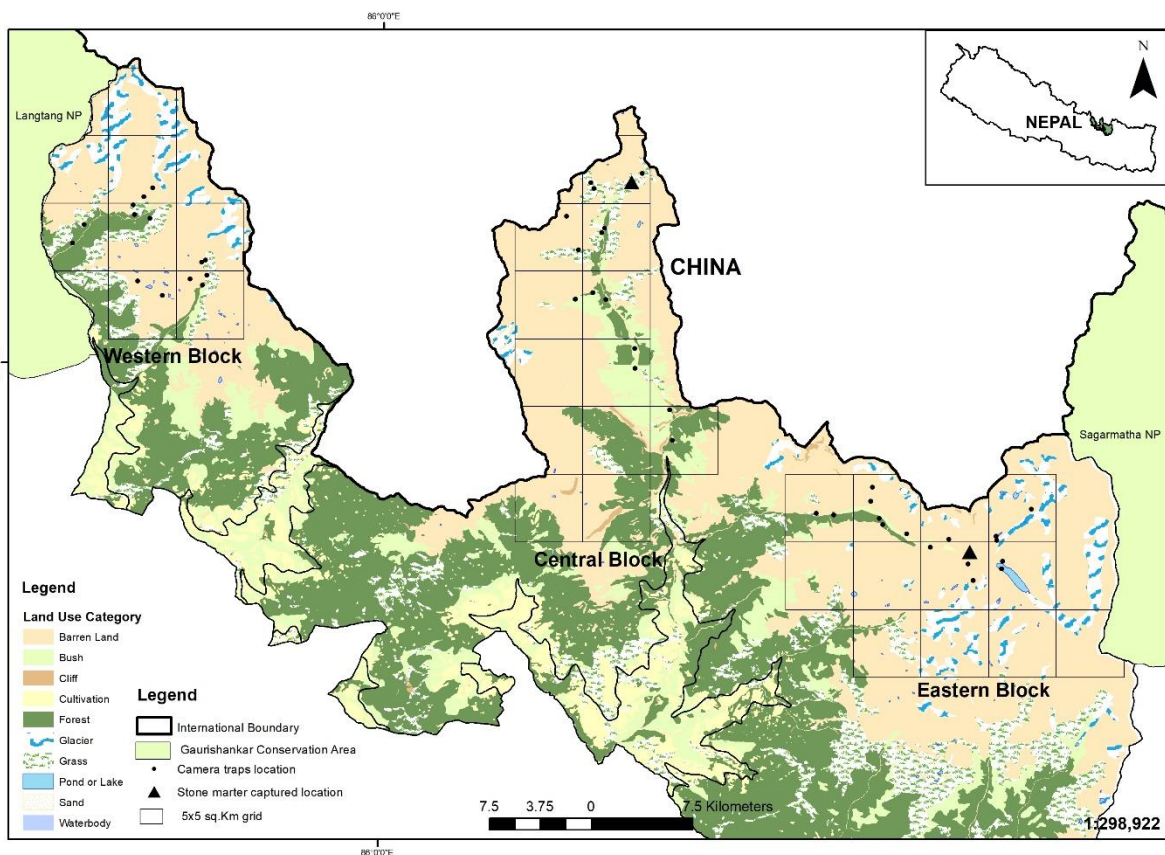 86°0'0"E
Langtang NP
N
NEPAL
CHINA
Western Block
Sagarmatha NP
Central Block
Eastern Block
Legend
Land Use Category
Barren Land
Bush
Cliff
Cultivation
Forest
Glacier
Grass
Pond or Lake
Sand
Waterbody
Legend
International Boundary
Gaurishankar Conservation Area
Camera traps location
Stone marter captured location
5x5 sq.Km grid
7.5 3.75 0 7.5 Kilometers
1:298,922
86°0'0"E